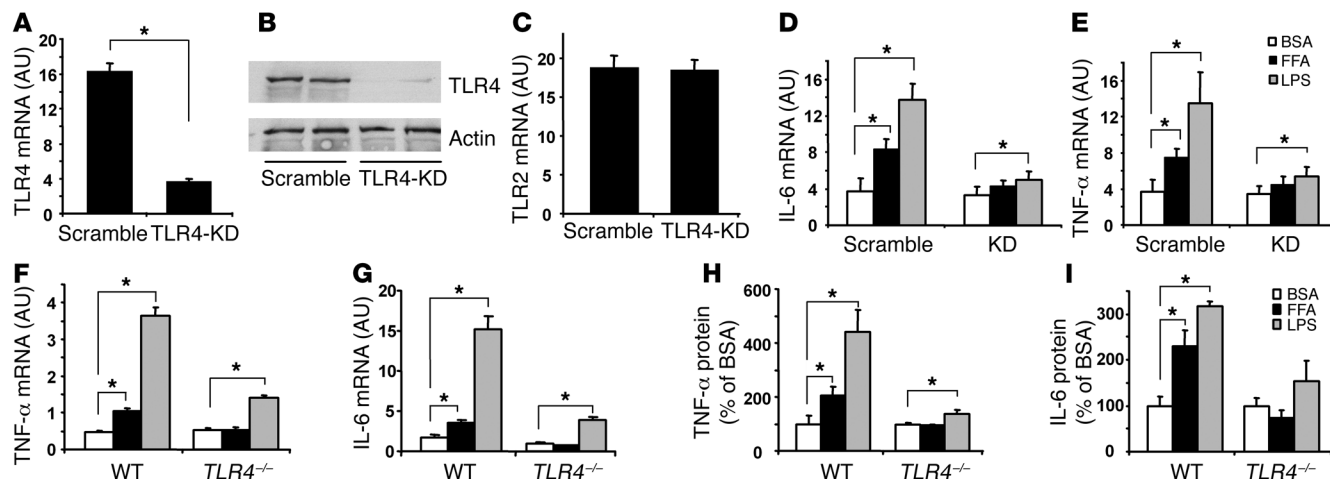 A
TLR4 mRNA (AU)
20
16
12
8
4
0
*
Scramble TLR4-KD
B
TLR4
Actin
Scramble TLR4-KD
C
TLR2 mRNA (AU)
20
15
10
5
0
Scramble TLR4-KD
D
IL-6 mRNA (AU)
16
12
8
4
0
*
*
*
Scramble KD
E
TNF-α mRNA (AU)
16
12
8
4
0
*
*
*
BSA
FFA
LPS
Scramble KD
F
TNF-α mRNA (AU)
4
3
2
1
0
*
*
*
WT TLR4–/–
G
IL-6 mRNA (AU)
20
15
10
5
0
*
*
*
WT TLR4–/–
H
TNF-α protein
(% of BSA)
600
400
200
0
*
*
*
WT TLR4–/–
I
IL-6 protein
(% of BSA)
300
200
100
0
*
*
BSA
FFA
LPS
WT TLR4–/–